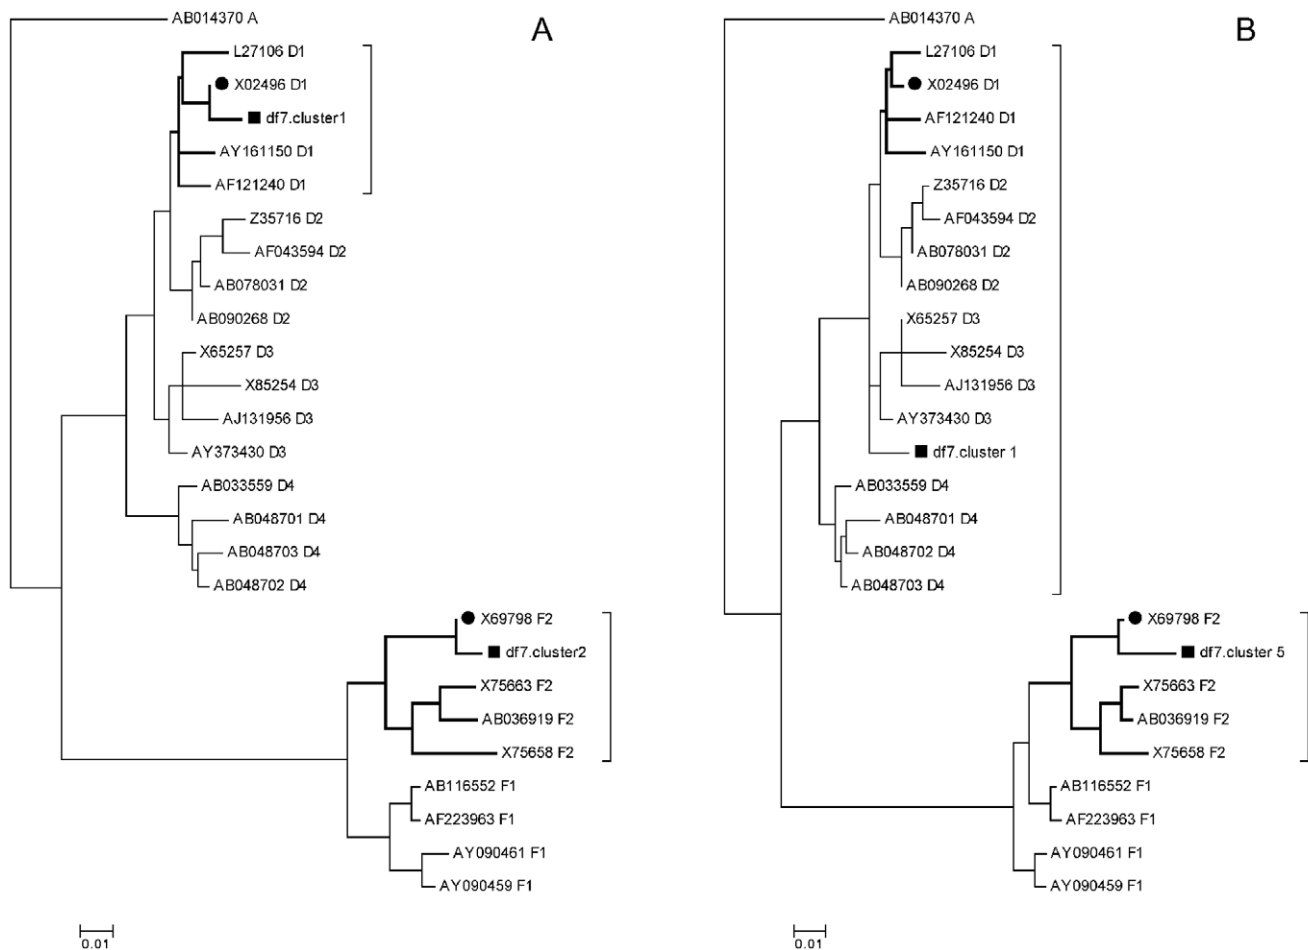 A
AB014370 A
L27106 D1
X02496 D1
df7.cluster1
AY161150 D1
AF121240 D1
Z35716 D2
AF043594 D2
AB078031 D2
AB090268 D2
X65257 D3
X85254 D3
AJ131956 D3
AY373430 D3
AB033559 D4
AB048701 D4
AB048703 D4
AB048702 D4
X69798 F2
df7.cluster2
X75663 F2
AB036919 F2
X75658 F2
AB116552 F1
AF223963 F1
AY090461 F1
AY090459 F1
0.01
B
AB014370 A
L27106 D1
X02496 D1
AF121240 D1
AY161150 D1
Z35716 D2
AF043594 D2
AB078031 D2
AB090268 D2
X65257 D3
X85254 D3
AJ131956 D3
AY373430 D3
df7.cluster 1
AB033559 D4
AB048701 D4
AB048702 D4
AB048703 D4
X69798 F2
df7.cluster 5
X75663 F2
AB036919 F2
X75658 F2
AB116552 F1
AF223963 F1
AY090461 F1
AY090459 F1
0.01